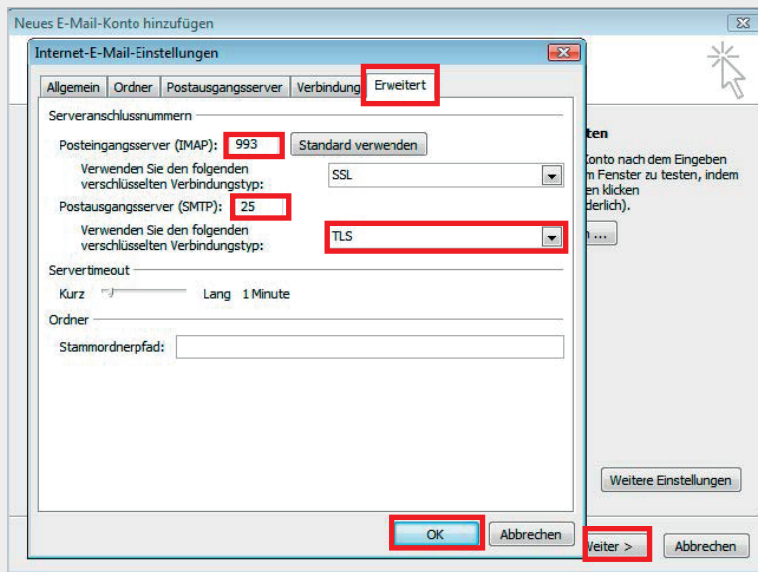 Neues E-Mail-Konto hinzufügen
Internet-E-Mail-Einstellungen
Allgemein Ordner Postausgangsserver Verbindung Erweitert
Serveranschlussnummern
Posteingangsserver (IMAP): 993 Standard verwenden
Verwenden Sie den folgenden
verschlüsselten Verbindungstyp: SSL
Postausgangsserver (SMTP): 25
Verwenden Sie den folgenden
verschlüsselten Verbindungstyp: TLS
Servertimeout
Kurz Lang 1 Minute
Ordner
Stammordnerpfad:
OK Abbrechen
ten
Konto nach dem Eingeben
m Fenster zu testen, indem
en klicken
derlich).
...
Weitere Einstellungen
Weiter > Abbrechen